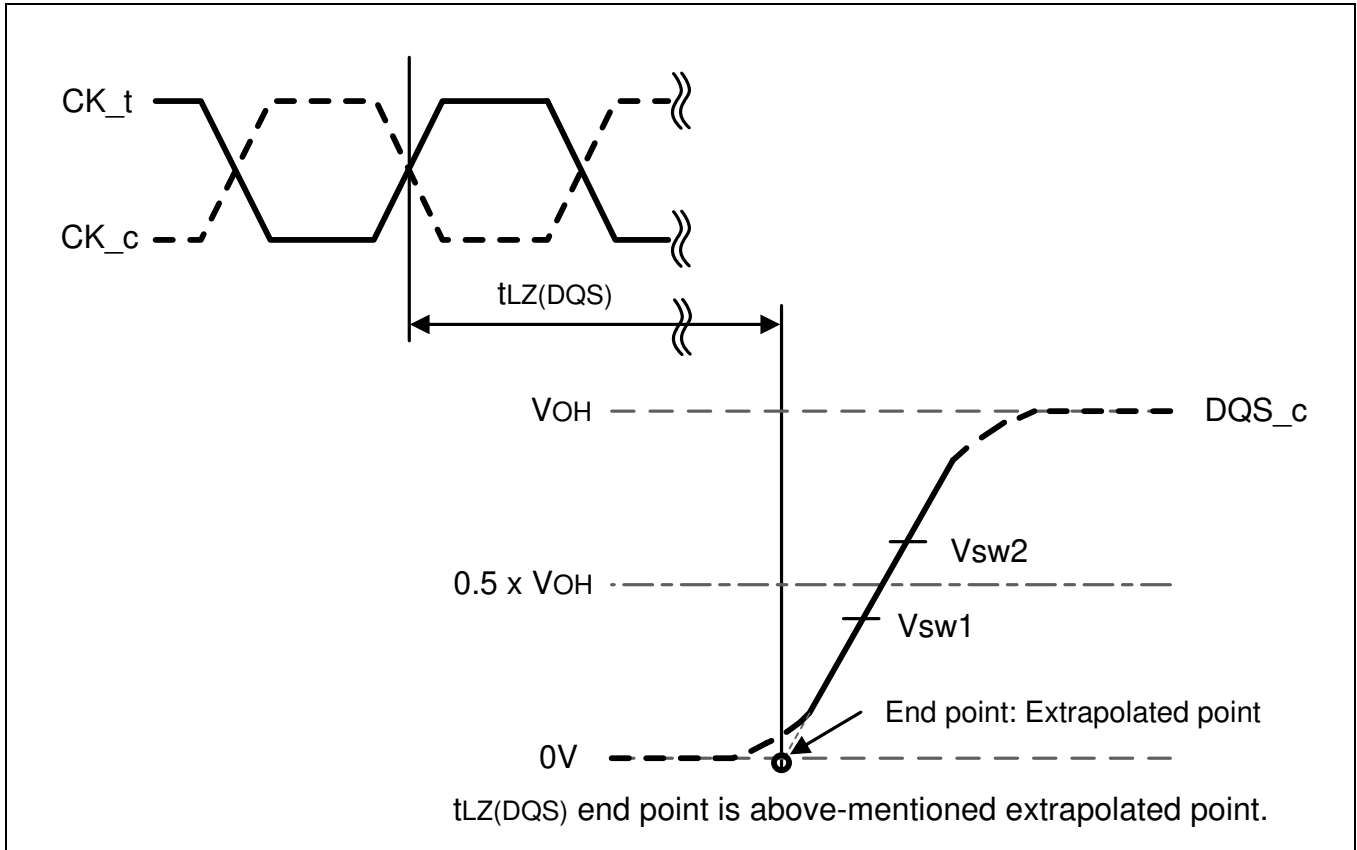 CK_t
CK_c
tLZ(DQS)
VOH
DQS_c
Vsw2
0.5 x VOH
Vsw1
End point: Extrapolated point
0V
tLZ(DQS) end point is above-mentioned extrapolated point.